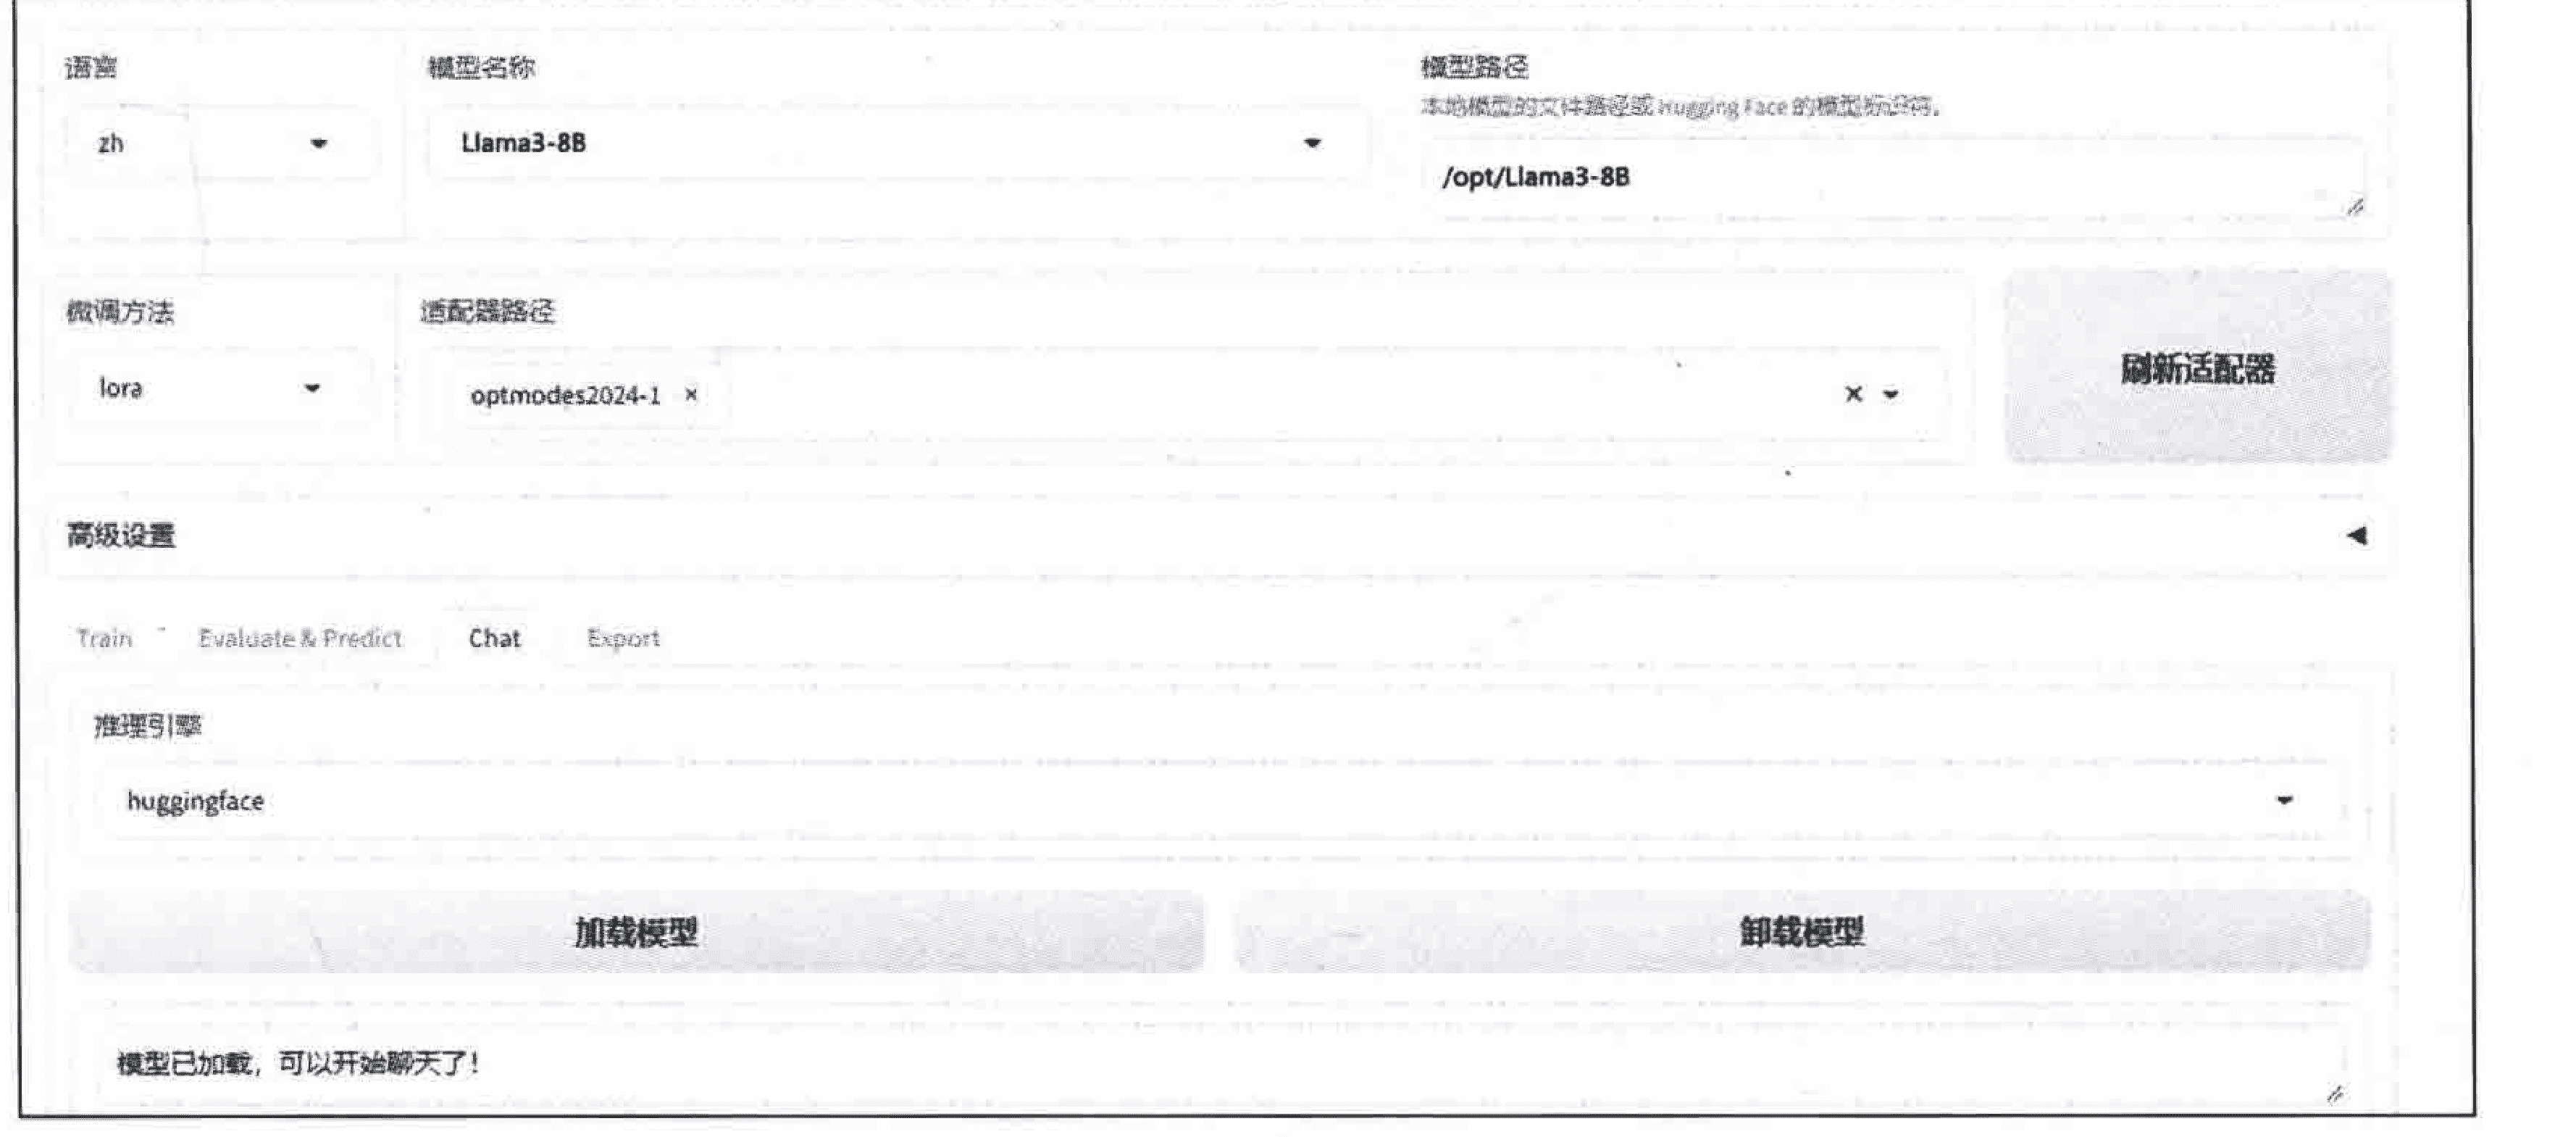 语言
模型名称
模型路径
本地模型的文件路径或 Hugging Face 的模型标识符。
zh
Llama3-8B
/opt/Llama3-8B
微调方法
适配器路径
lora
optmodes2024-1 ×
刷新适配器
高级设置
Train Evaluate & Predict Chat Export
推理引擎
huggingface
加载模型
卸载模型
模型已加载，可以开始聊天了！